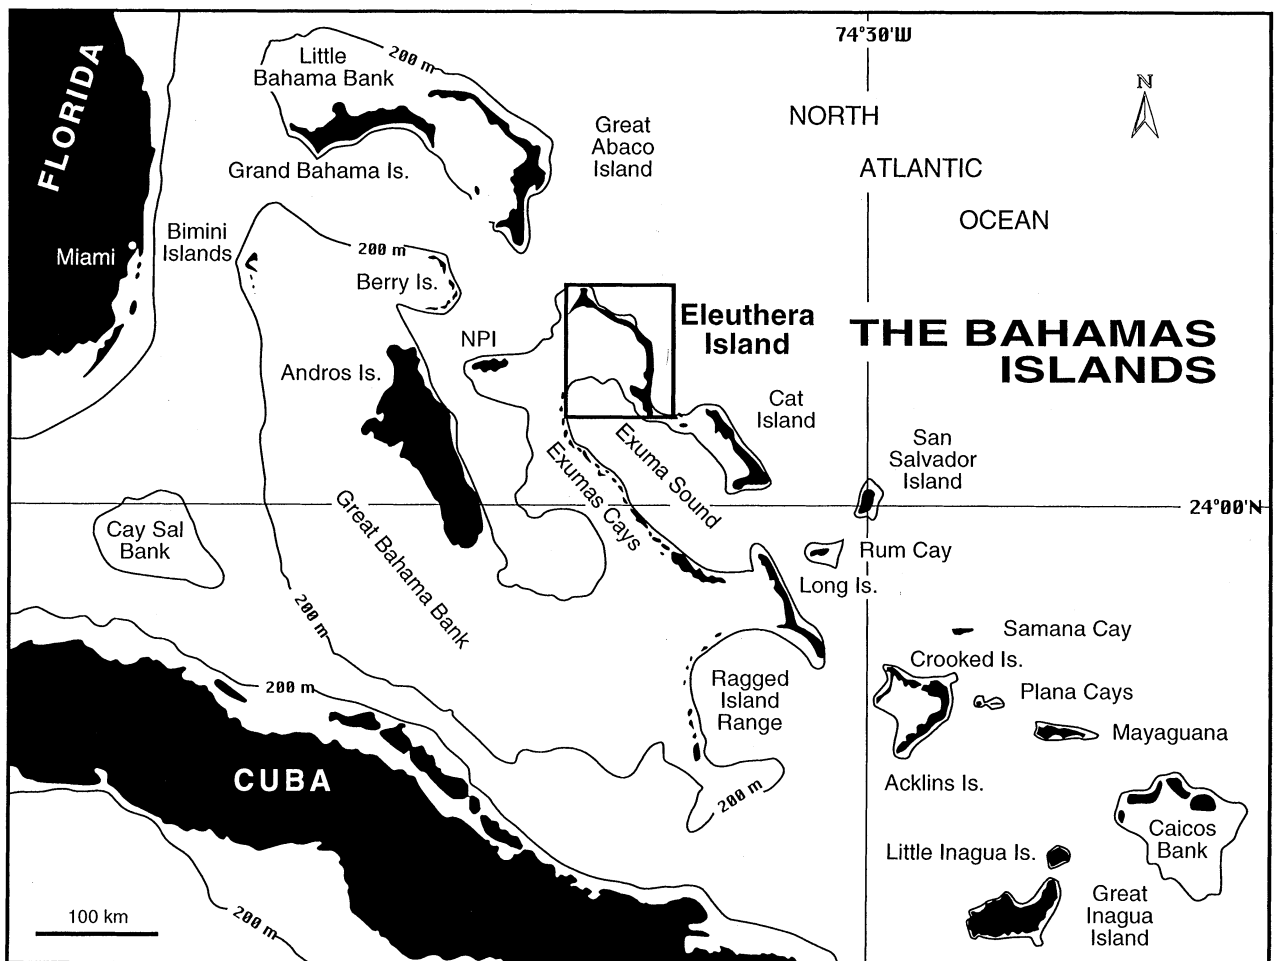 74°30'W
Little
Bahama Bank
200 m
FLORIDA
NORTH
ATLANTIC
OCEAN
N
Great
Abaco
Island
Grand Bahama Is.
Bimini
Islands
Miami
200 m
Berry Is.
NPI
Eleuthera
Island
THE BAHAMAS
ISLANDS
Andros Is.
Cat
Island
Exuma Sound
Exumas Cays
San
Salvador
Island
24°00'N
Great Bahama Bank
Cay Sal
Bank
Rum Cay
Long Is.
200 m
Samana Cay
Crooked Is.
Plana Cays
Mayaguana
Acklins Is.
Ragged
Island
Range
200 m
200 m
CUBA
Caicos
Bank
Little Inagua Is.
Great
Inagua
Island
100 km
200 m